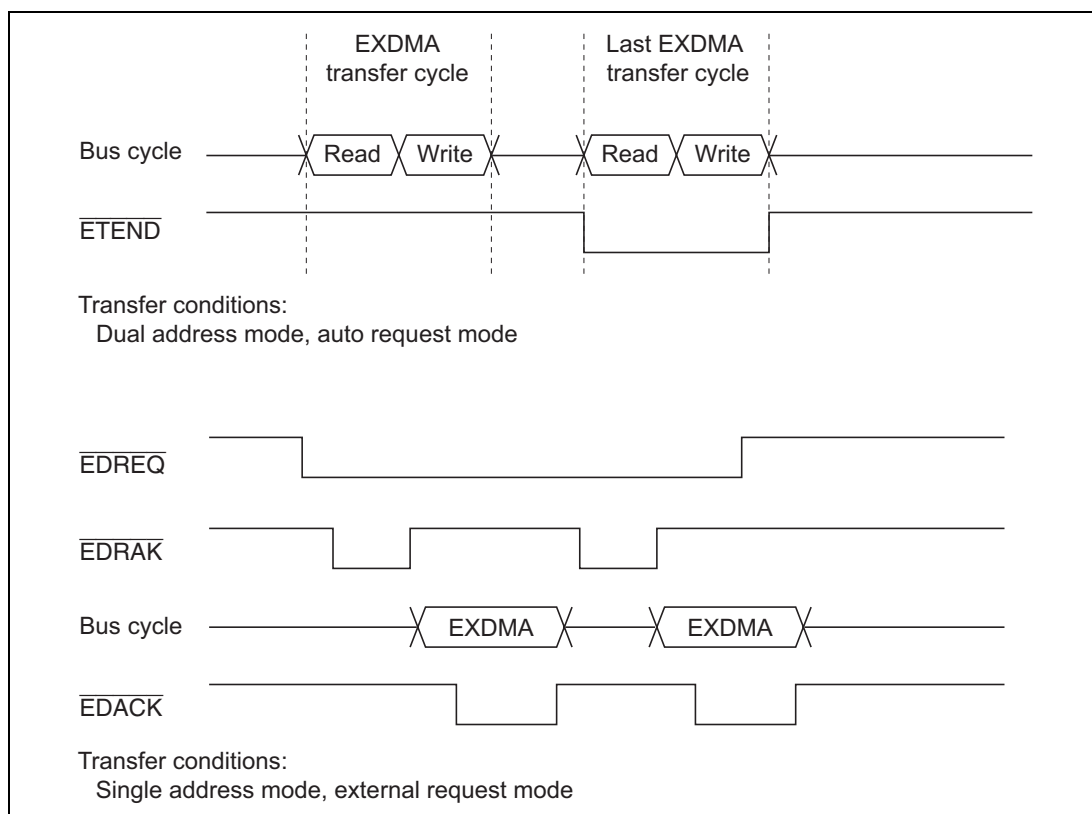 EXDMA
transfer cycle
Last EXDMA
transfer cycle
Bus cycle
Read
Write
Read
Write
ETEND
Transfer conditions:
Dual address mode, auto request mode
EDREQ
EDRAK
Bus cycle
EXDMA
EXDMA
EDACK
Transfer conditions:
Single address mode, external request mode